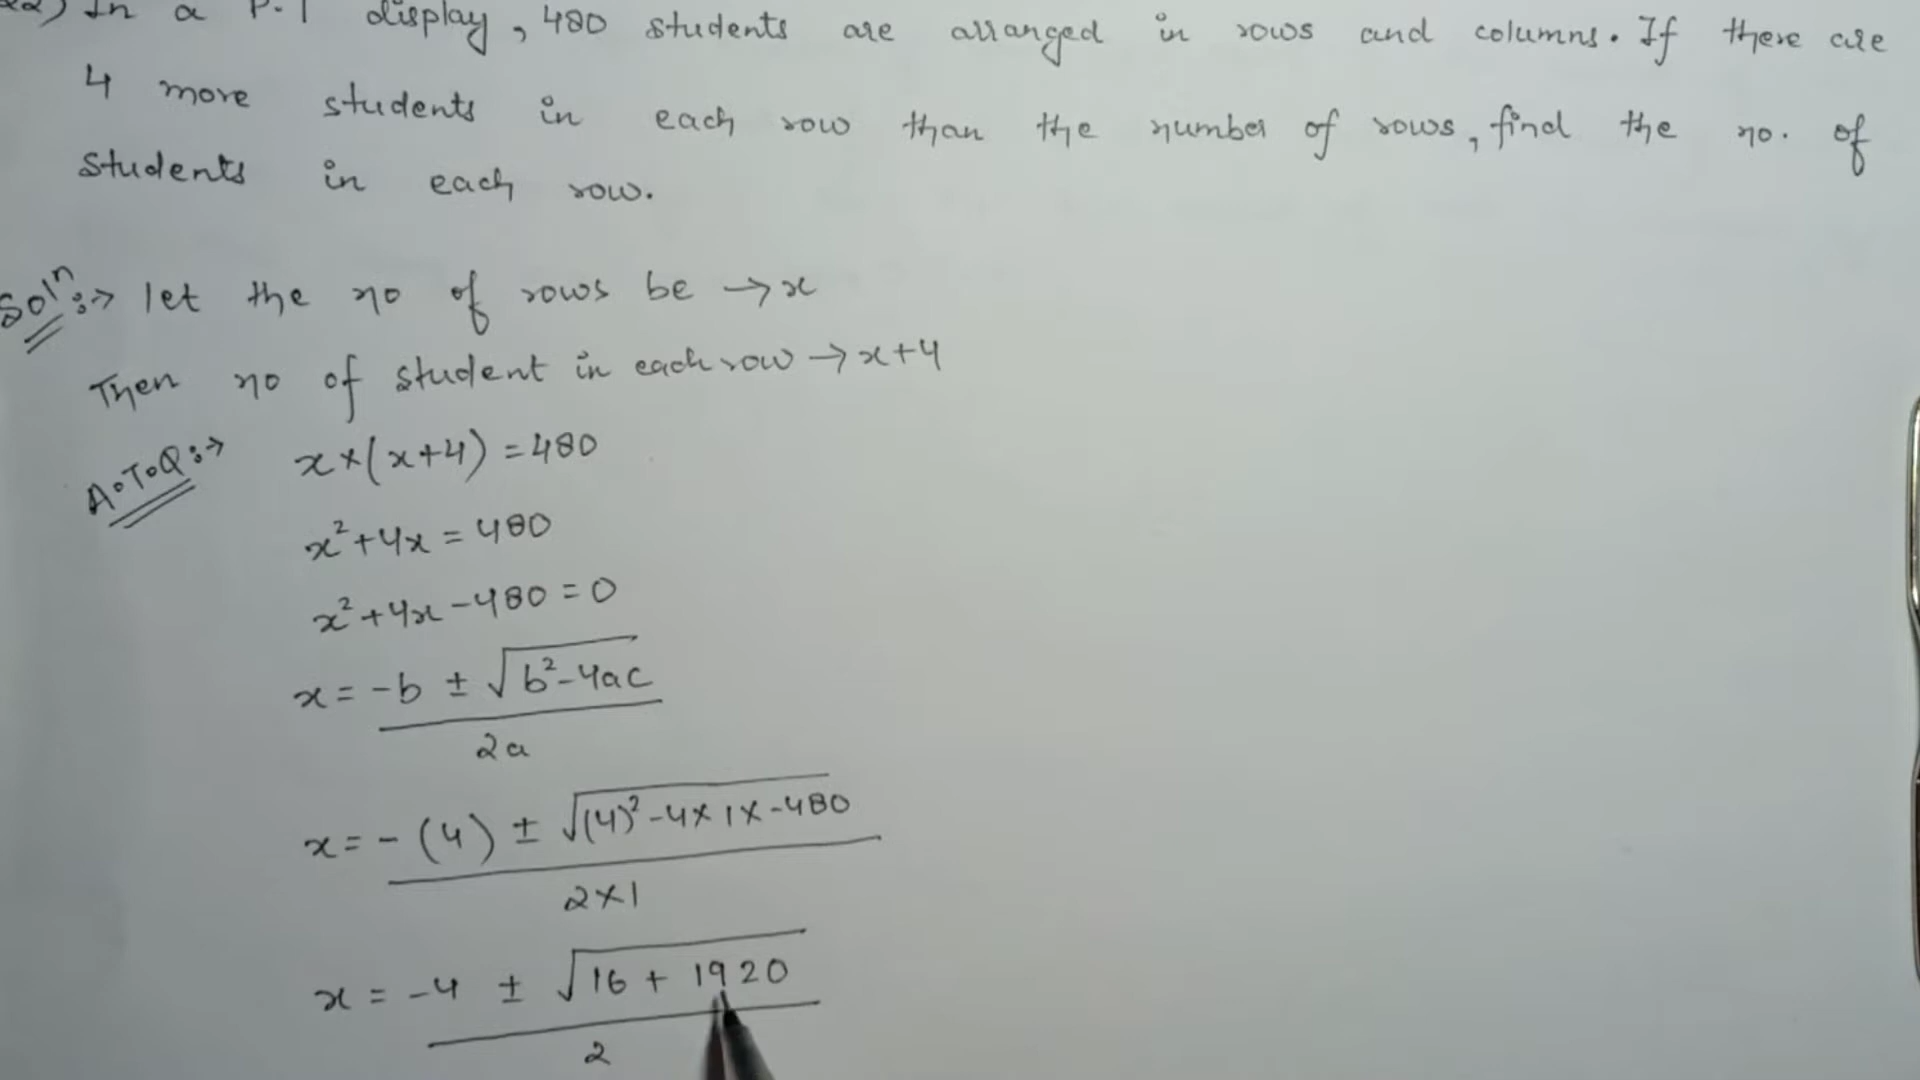 22) In a P.T display, 480 students are arranged in rows and columns. If there are
4 more students in each row than the number of rows, find the no. of
students in each row.
Soln:→ let the no of rows be → x
Then no of student in each row → x+4
A.T.Q:→ x×(x+4) = 480
x²+4x = 480
x²+4x-480 = 0
x = -b ± √b²-4ac
2a
x = -(4) ± √(4)²-4×1×-480
2×1
x = -4 ± √16 + 1920
2